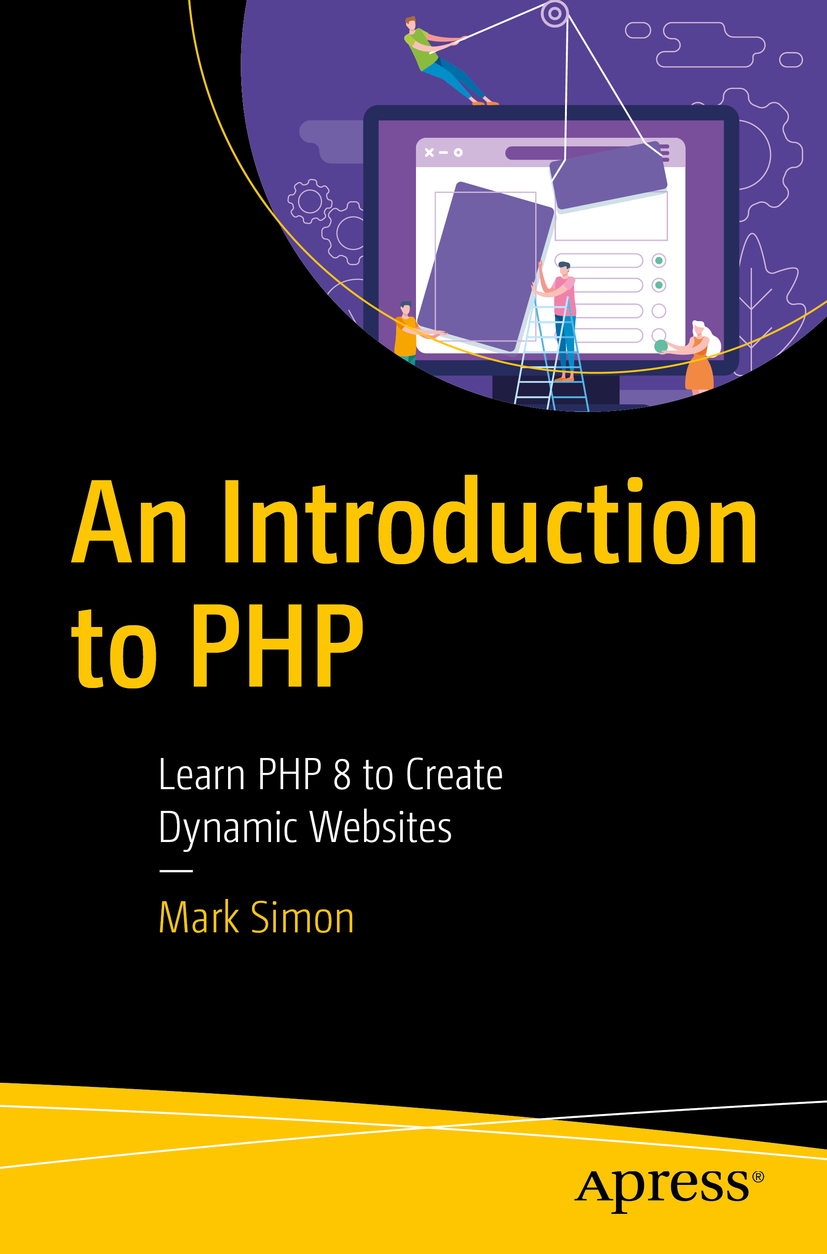 An Introduction
to PHP
Learn PHP 8 to Create
Dynamic Websites
Mark Simon
Apress®